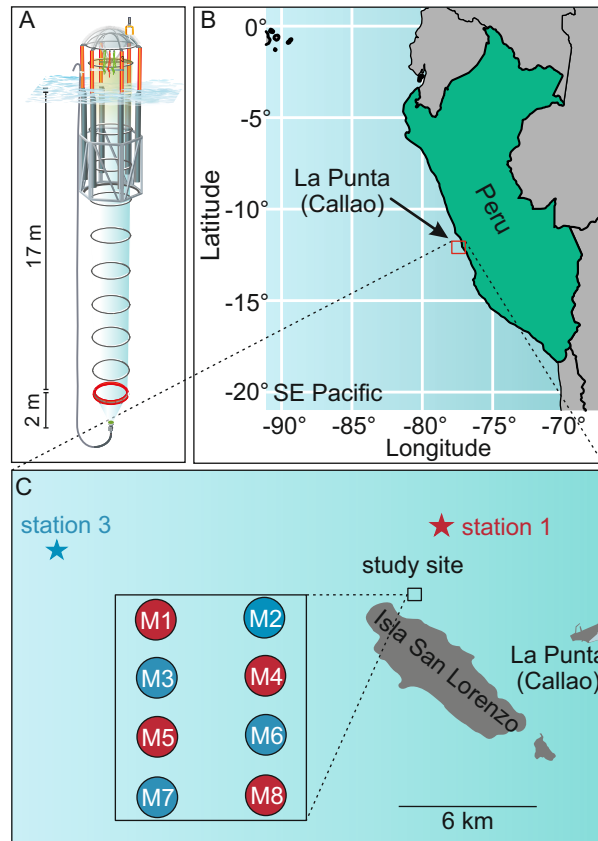 A
17 m
2 m
B
0°
-5°
-10°
-15°
-20°
Latitude
La Punta
(Callao)
Peru
SE Pacific
-90°
-85°
-80°
-75°
-70°
Longitude
C
station 3
station 1
study site
M1
M2
M3
M4
M5
M6
M7
M8
Isla San Lorenzo
La Punta
(Callao)
6 km